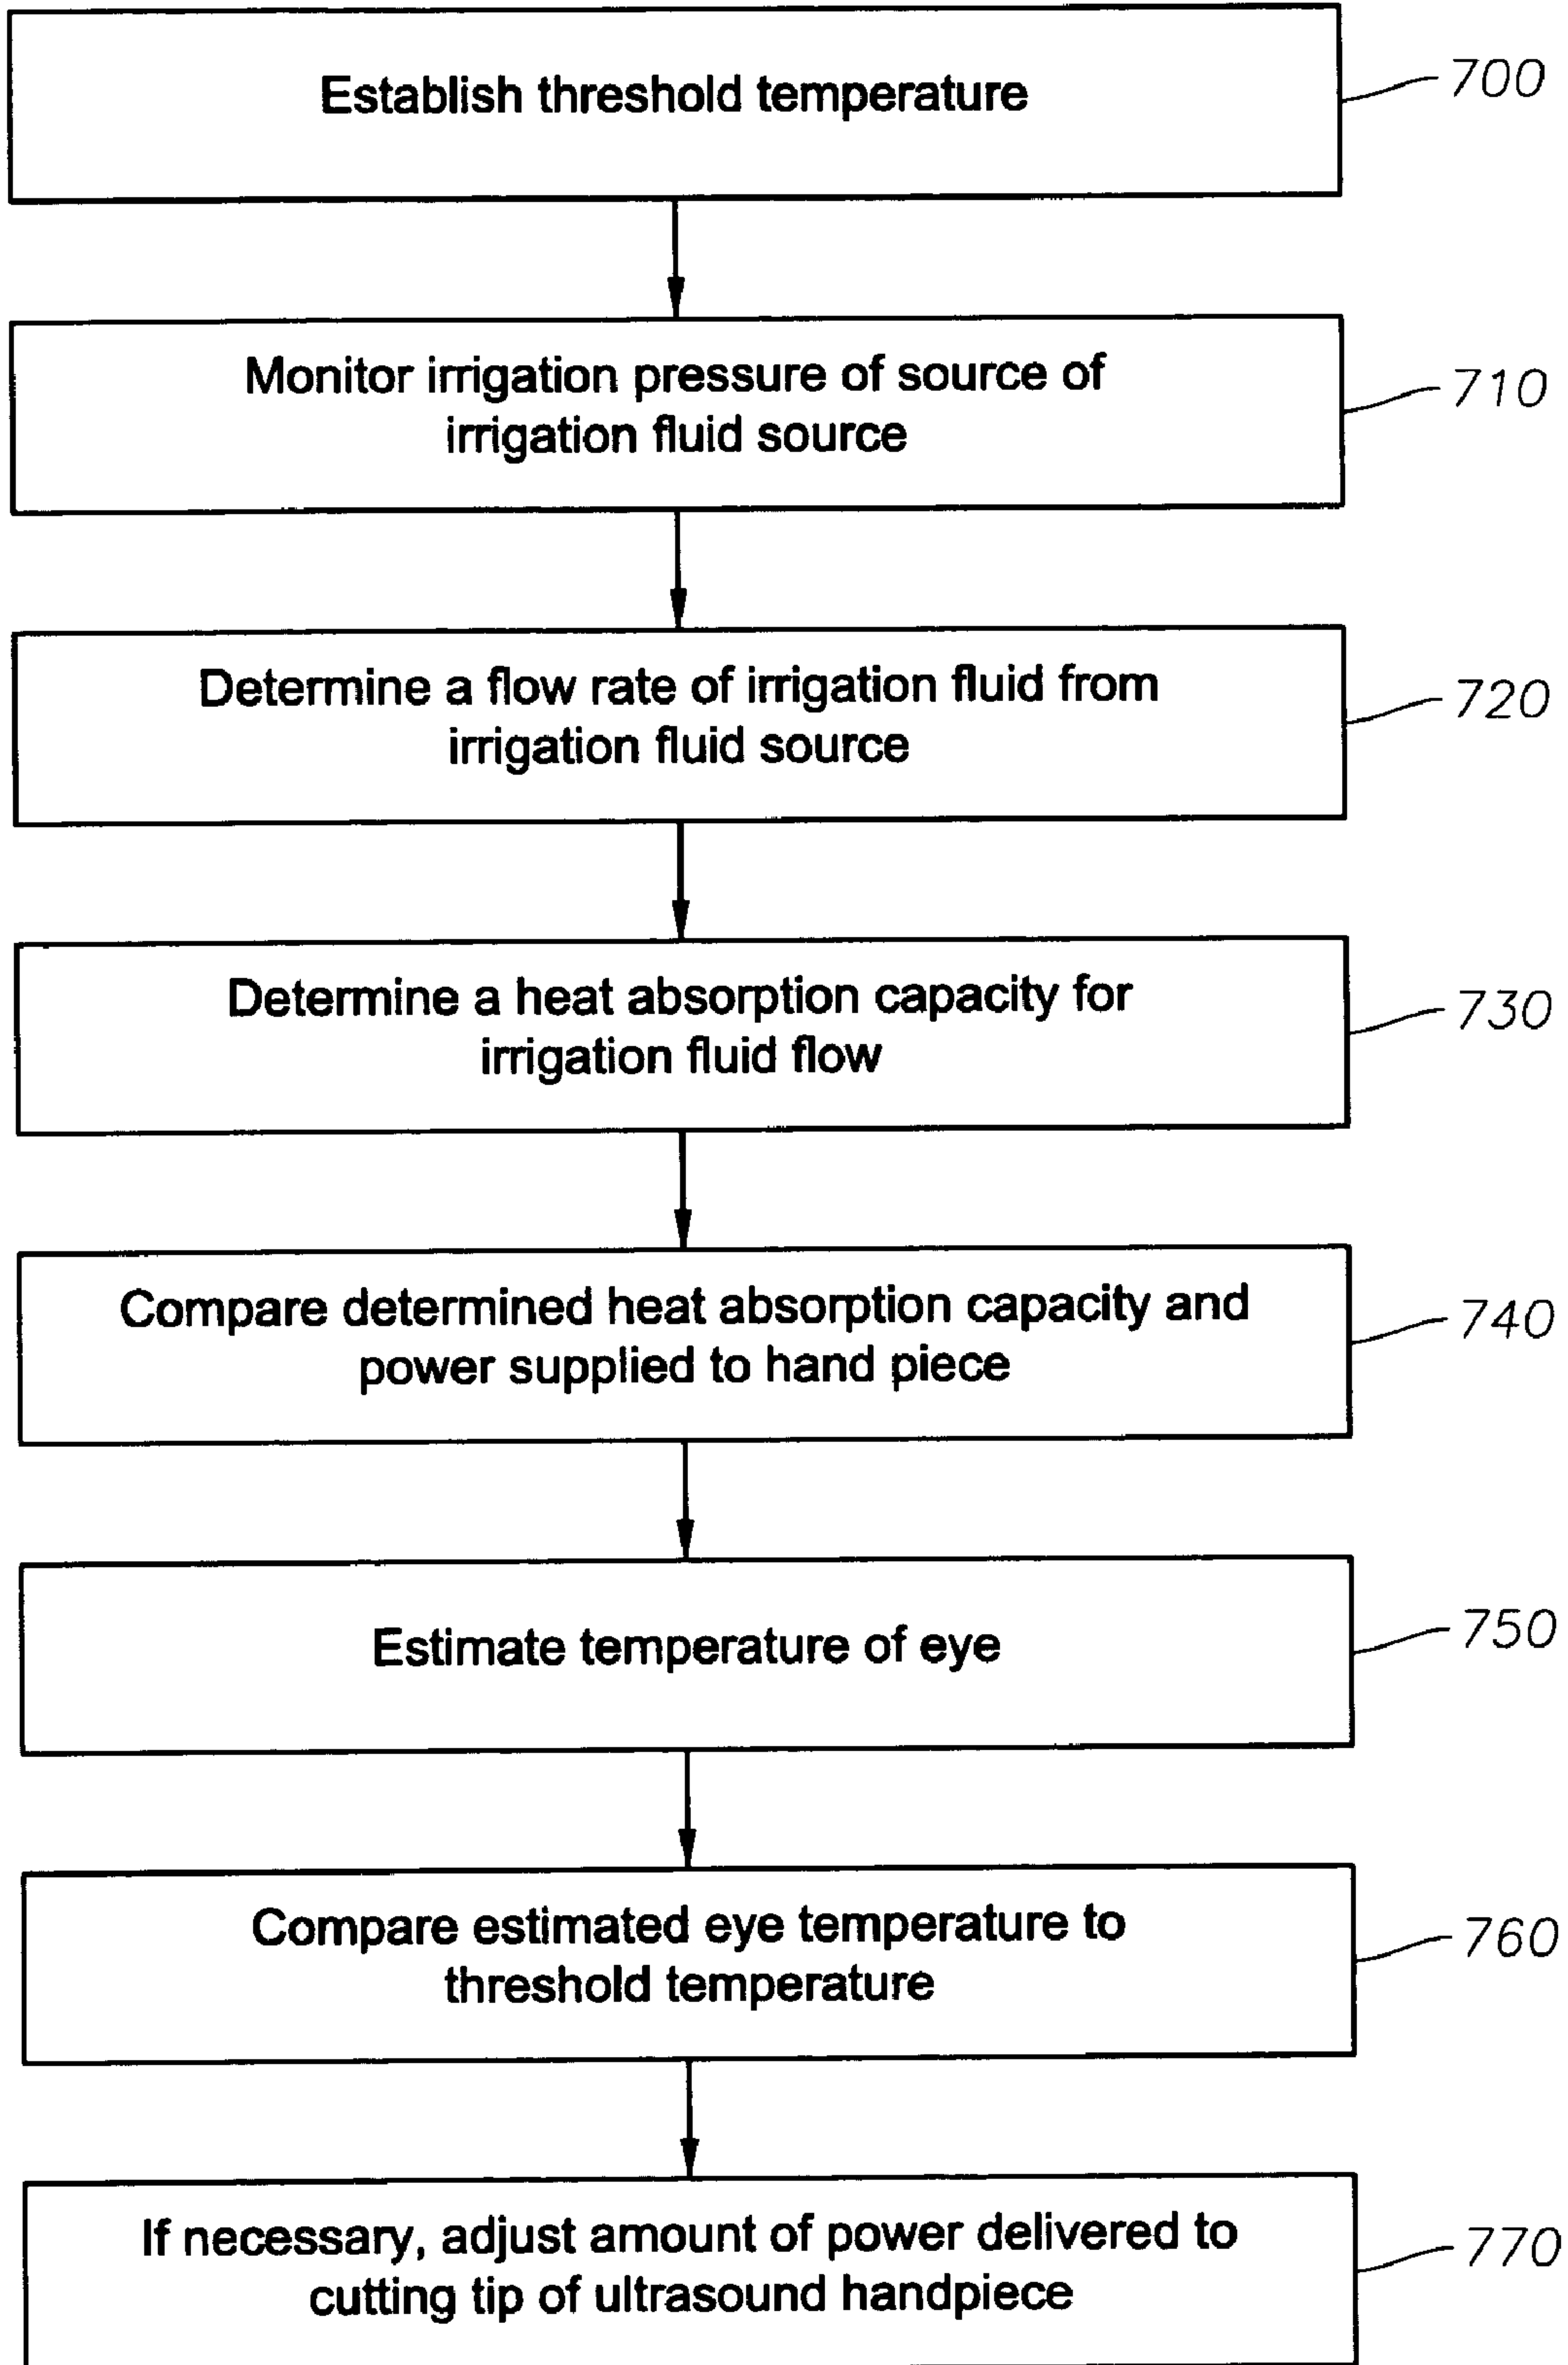 Establish threshold temperature
700
Monitor irrigation pressure of source of
irrigation fluid source
710
Determine a flow rate of irrigation fluid from
irrigation fluid source
720
Determine a heat absorption capacity for
irrigation fluid flow
730
Compare determined heat absorption capacity and
power supplied to hand piece
740
Estimate temperature of eye
750
Compare estimated eye temperature to
threshold temperature
760
If necessary, adjust amount of power delivered to
cutting tip of ultrasound handpiece
770